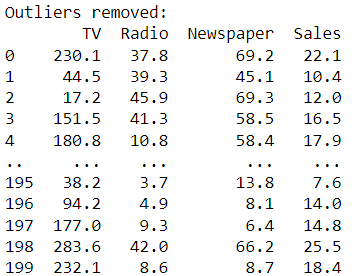 Outliers removed:
TV Radio Newspaper Sales
0 230.1 37.8 69.2 22.1
1 44.5 39.3 45.1 10.4
2 17.2 45.9 69.3 12.0
3 151.5 41.3 58.5 16.5
4 180.8 10.8 58.4 17.9
.. ... ... ... ...
195 38.2 3.7 13.8 7.6
196 94.2 4.9 8.1 14.0
197 177.0 9.3 6.4 14.8
198 283.6 42.0 66.2 25.5
199 232.1 8.6 8.7 18.4